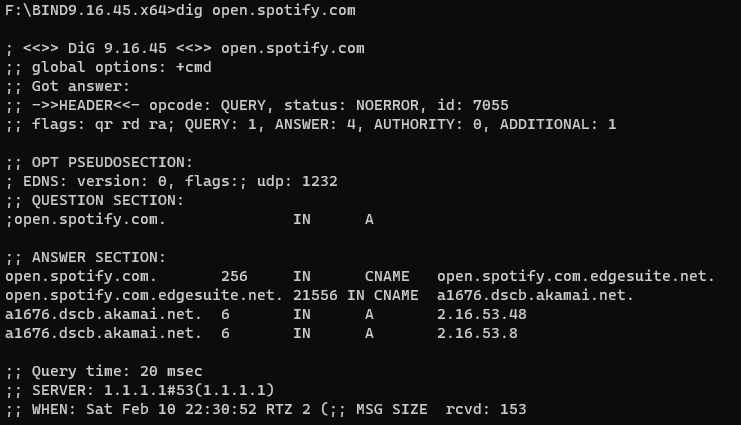 F:\BIND9.16.45.x64>dig open.spotify.com
; <<>> DiG 9.16.45 <<>> open.spotify.com
;; global options: +cmd
;; Got answer:
;; ->>HEADER<<- opcode: QUERY, status: NOERROR, id: 7055
;; flags: qr rd ra; QUERY: 1, ANSWER: 4, AUTHORITY: 0, ADDITIONAL: 1
;; OPT PSEUDOSECTION:
; EDNS: version: 0, flags:; udp: 1232
;; QUESTION SECTION:
;open.spotify.com. IN A
;; ANSWER SECTION:
open.spotify.com. 256 IN CNAME open.spotify.com.edgesuite.net.
open.spotify.com.edgesuite.net. 21556 IN CNAME a1676.dscb.akamai.net.
a1676.dscb.akamai.net. 6 IN A 2.16.53.48
a1676.dscb.akamai.net. 6 IN A 2.16.53.8
;; Query time: 20 msec
;; SERVER: 1.1.1.1#53(1.1.1.1)
;; WHEN: Sat Feb 10 22:30:52 RTZ 2 (;; MSG SIZE rcvd: 153